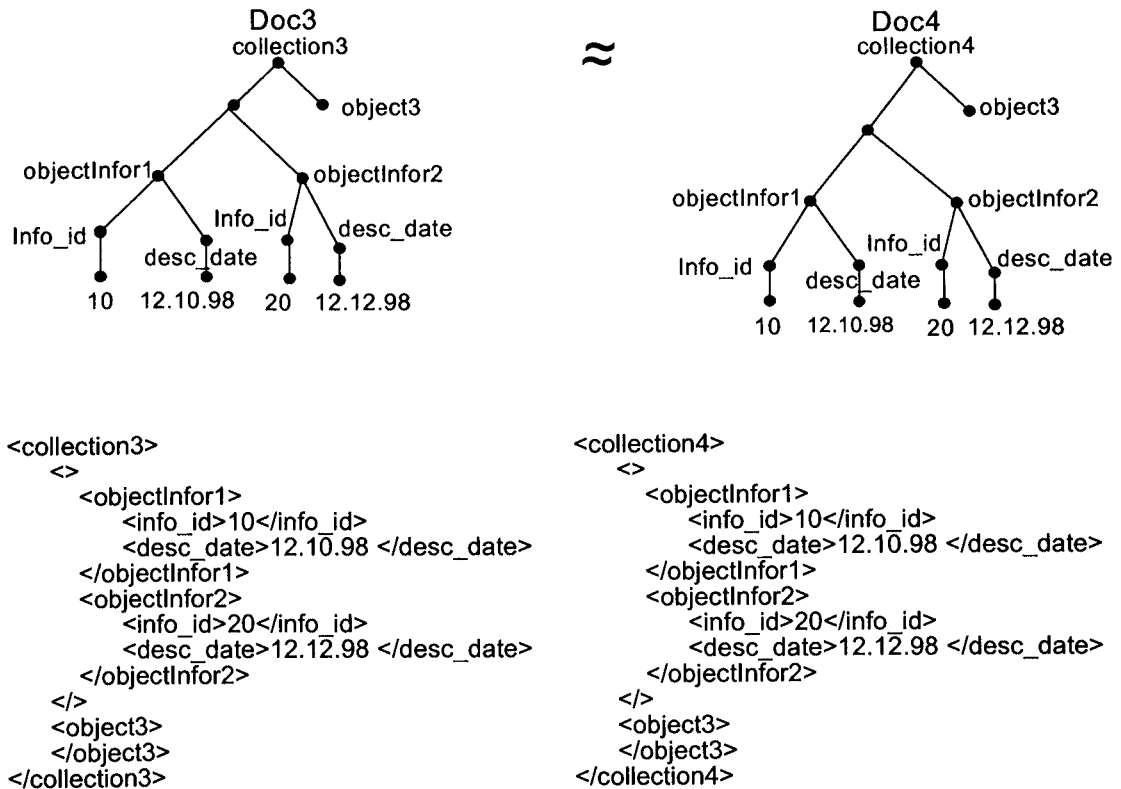 Doc3
collection3
object3
objectInfor1
objectInfor2
Info_id
desc_date
Info_id
desc_date
10 12.10.98 20 12.12.98
≈
Doc4
collection4
object3
objectInfor1
objectInfor2
Info_id
desc_date
Info_id
desc_date
10 12.10.98 20 12.12.98
<collection3>
<>
<objectInfor1>
<info_id>10</info_id>
<desc_date>12.10.98 </desc_date>
</objectInfor1>
<objectInfor2>
<info_id>20</info_id>
<desc_date>12.12.98 </desc_date>
</objectInfor2>
</>
<object3>
</object3>
</collection3>
<collection4>
<>
<objectInfor1>
<info_id>10</info_id>
<desc_date>12.10.98 </desc_date>
</objectInfor1>
<objectInfor2>
<info_id>20</info_id>
<desc_date>12.12.98 </desc_date>
</objectInfor2>
</>
<object3>
</object3>
</collection4>